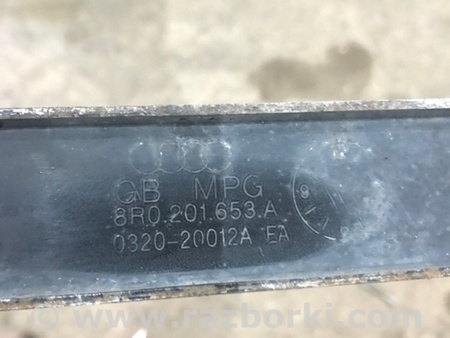 GB MPG
8R0.201.653.A
0320-20012A EA
© www.razborki.com